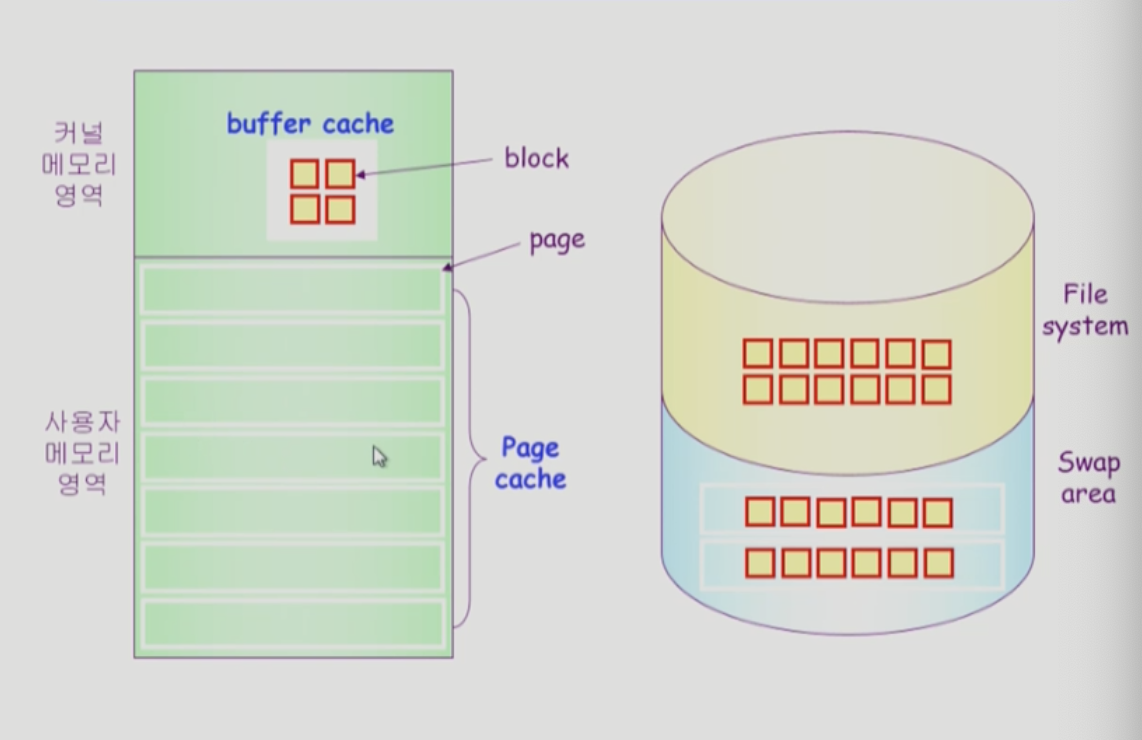 커널
메모리
영역
buffer cache
block
page
사용자
메모리
영역
Page
cache
File
system
Swap
area